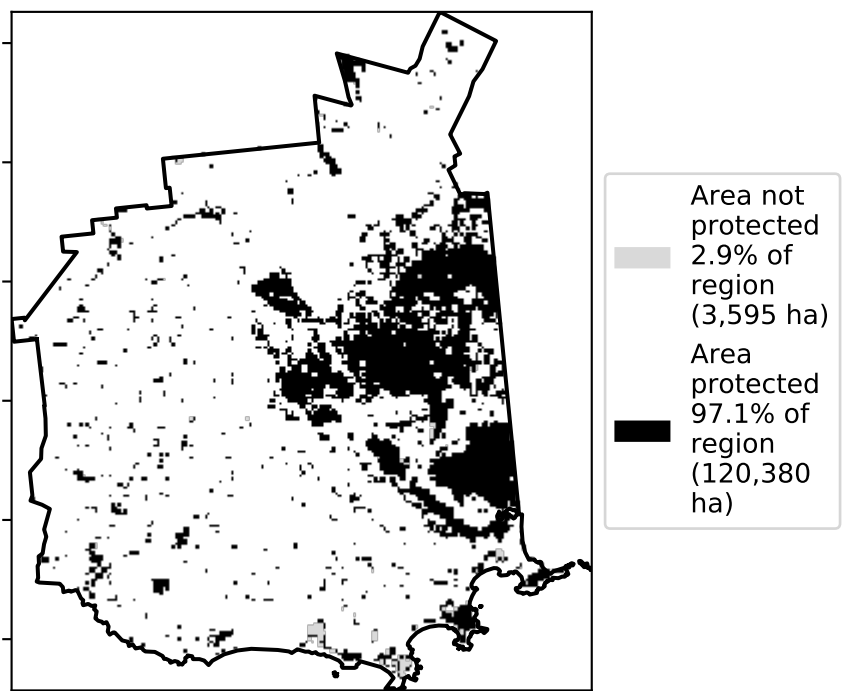 Area not
protected
2.9% of
region
(3,595 ha)
Area
protected
97.1% of
region
(120,380
ha)